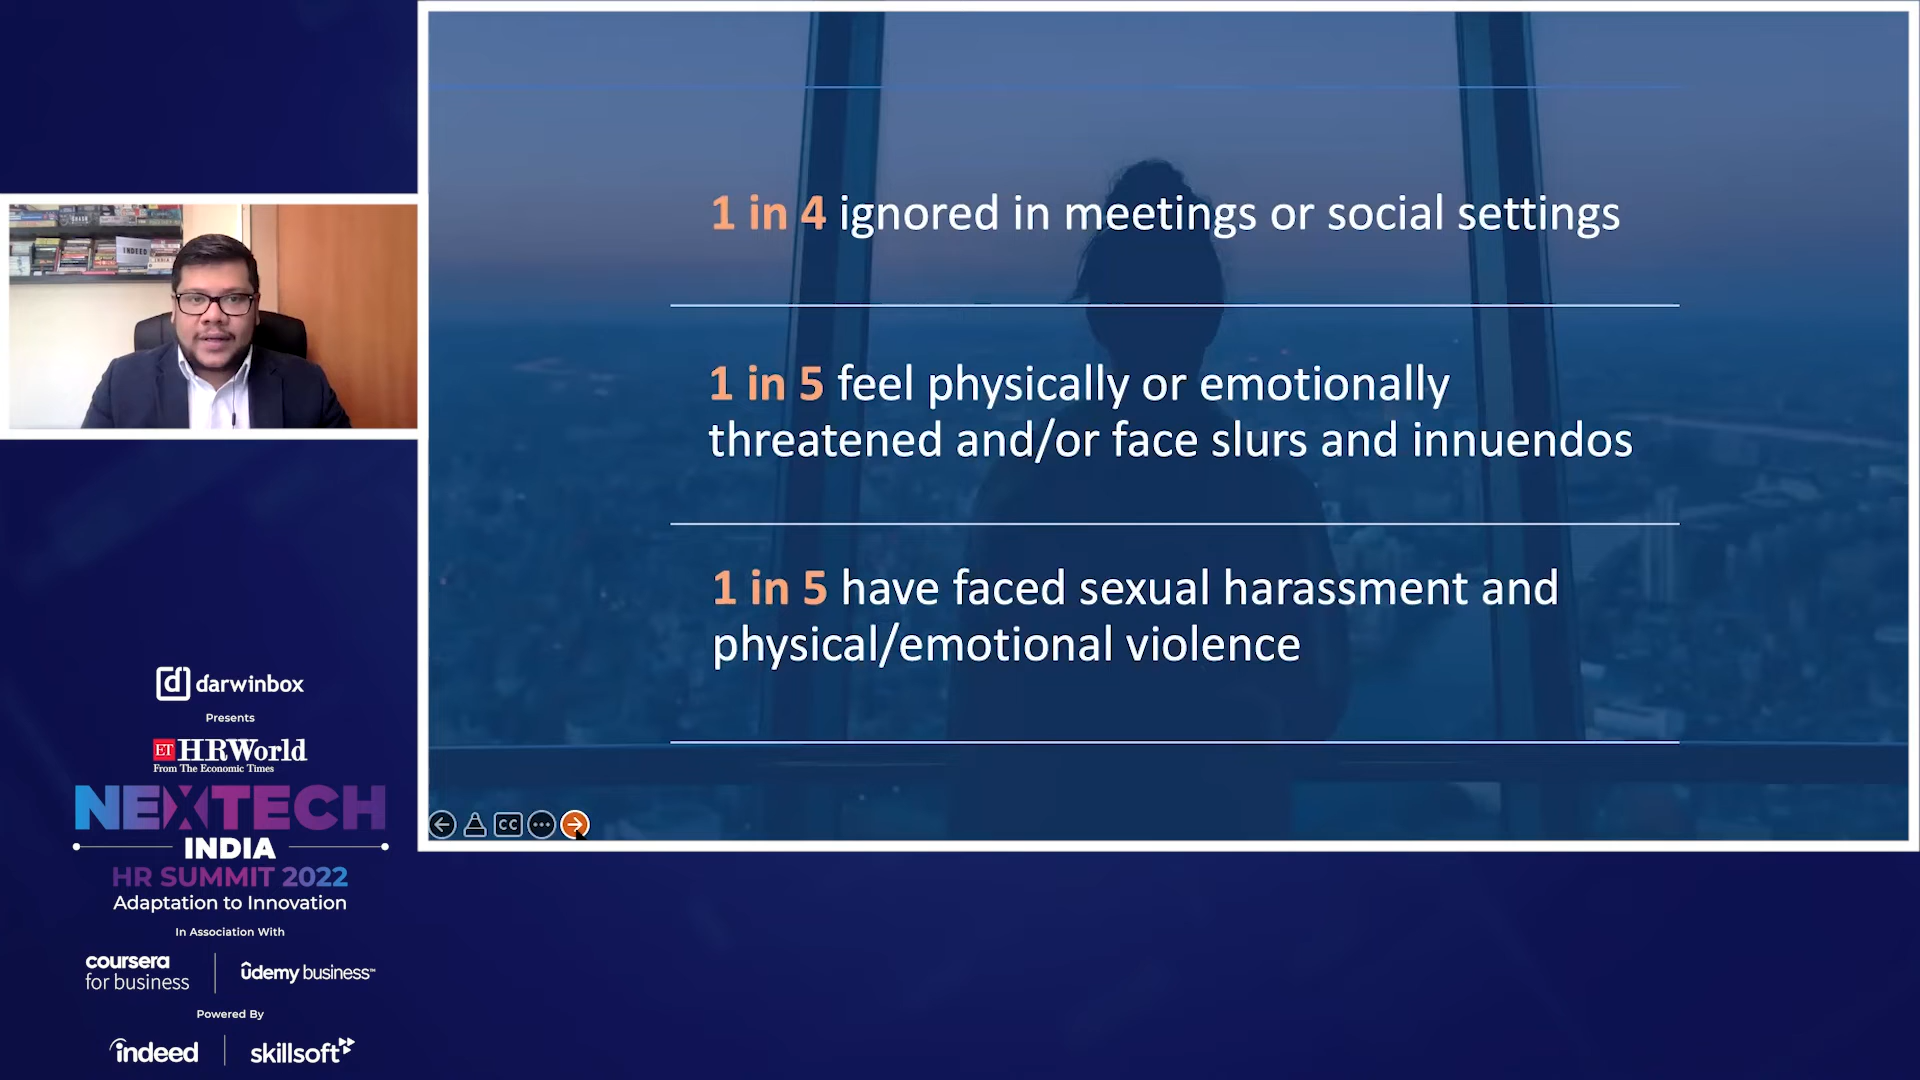 1 in 4 ignored in meetings or social settings
1 in 5 feel physically or emotionally
threatened and/or face slurs and innuendos
1 in 5 have faced sexual harassment and
physical/emotional violence
CC
INDEED
darwinbox
Presents
ET HRWorld
From The Economic Times
NEXTECH
INDIA
HR SUMMIT 2022
Adaptation to Innovation
In Association With
coursera
for business
ûdemy business
Powered By
indeed
skillsoft